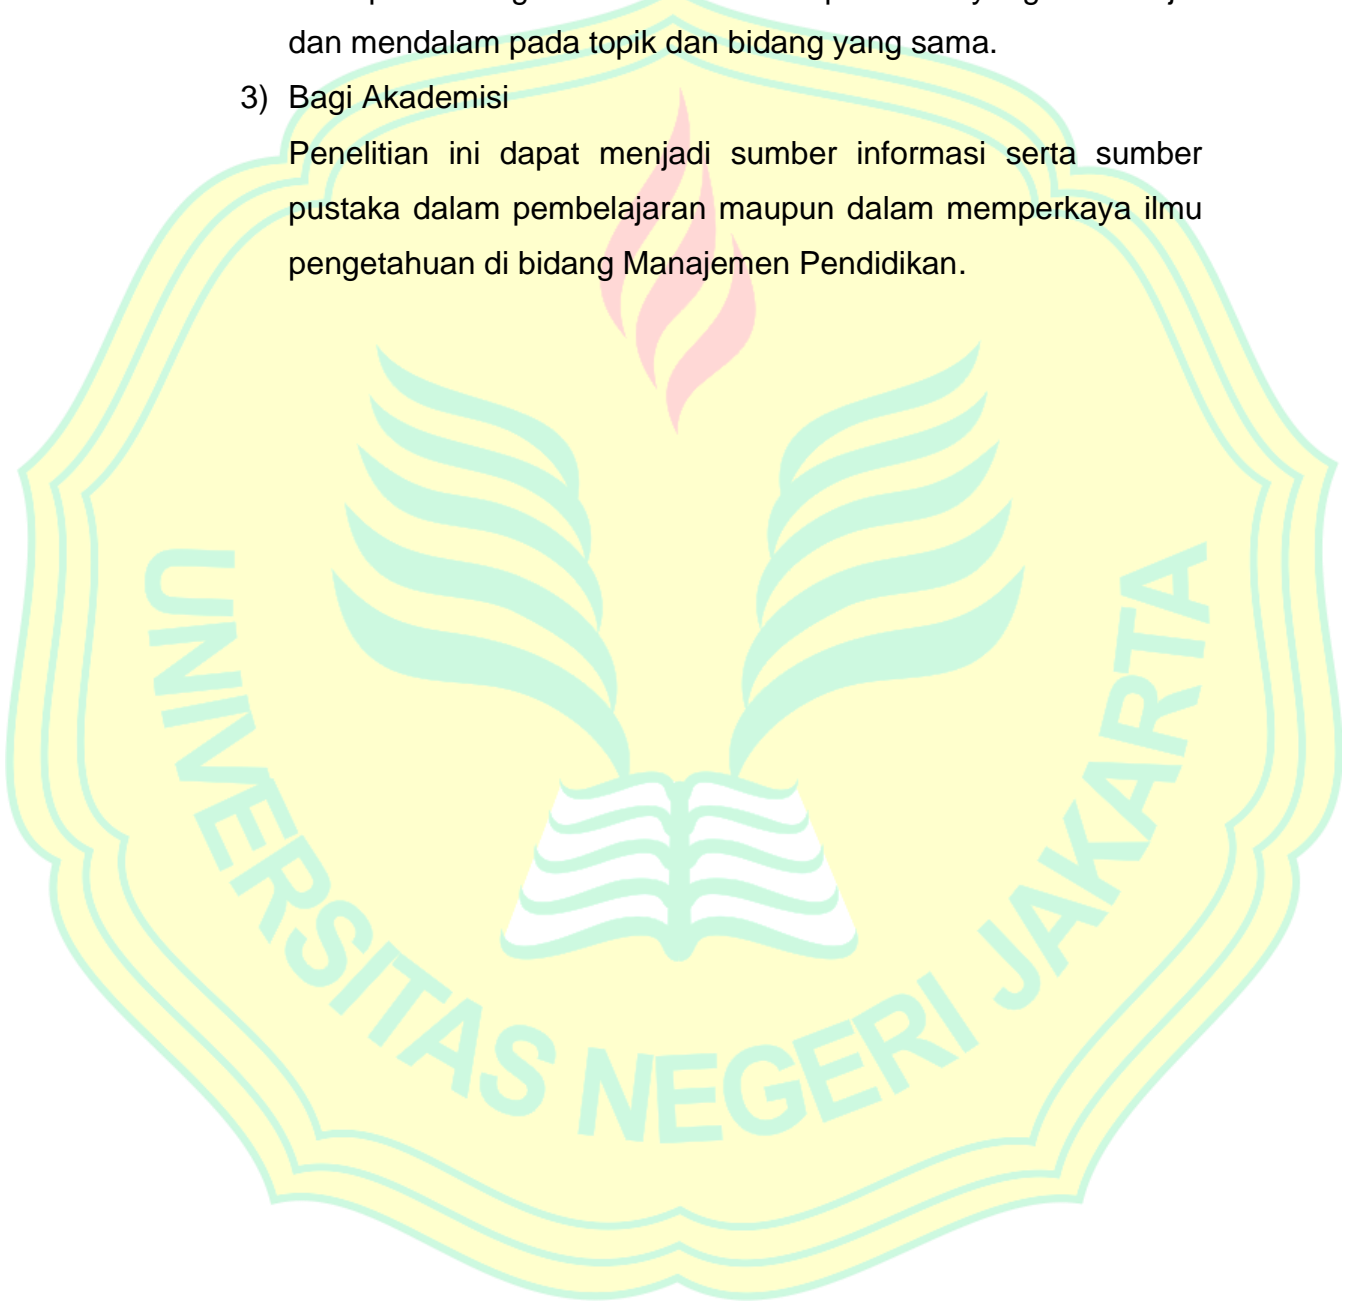 dan mendalam pada topik dan bidang yang sama.
3) Bagi Akademisi
Penelitian ini dapat menjadi sumber informasi serta sumber
pustaka dalam pembelajaran maupun dalam memperkaya ilmu
pengetahuan di bidang Manajemen Pendidikan.
UNIVERSITAS NEGERI JAKARTA